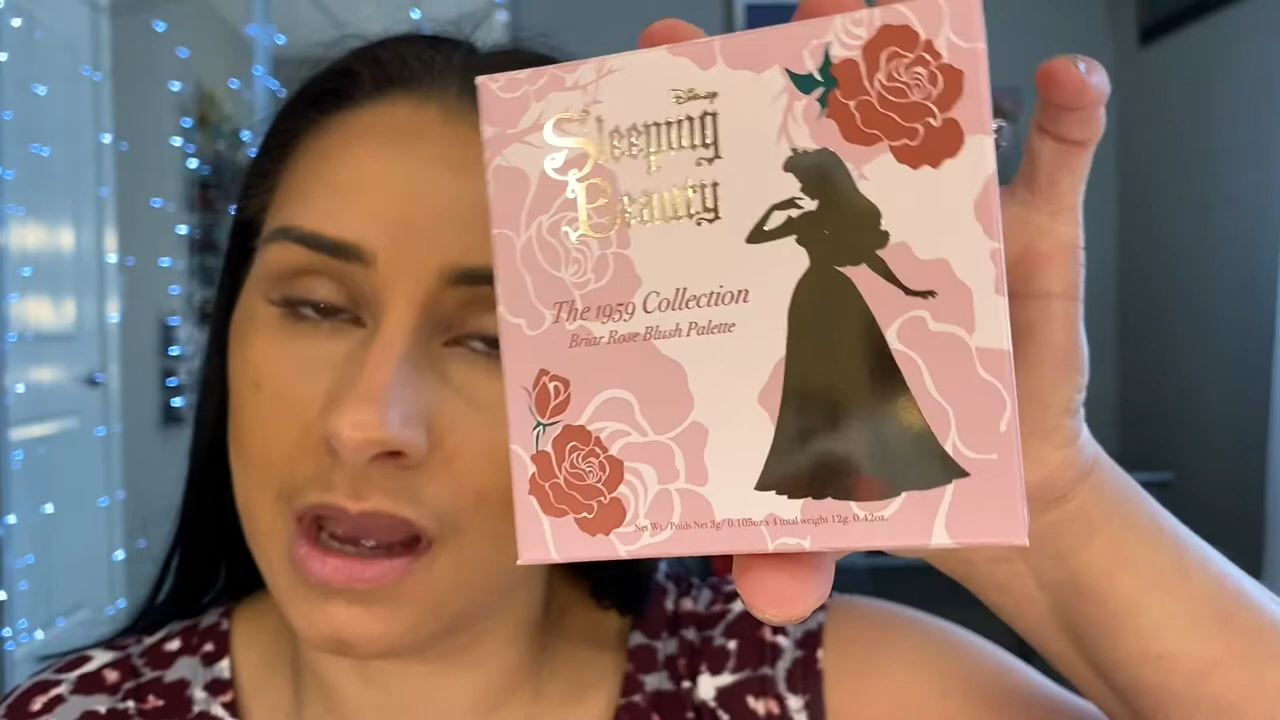 Disney
Sleeping
Beauty
The 1959 Collection
Briar Rose Blush Palette
Net Wt./Poids Net 3g/ 0.105oz x 4 total weight 12g. 0.42oz.